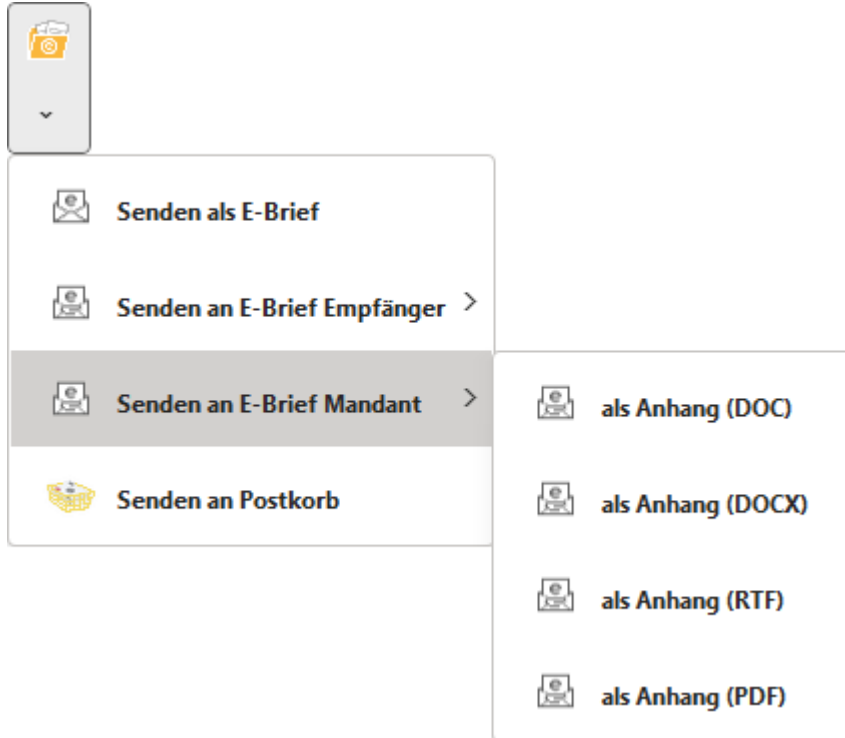 Senden als E-Brief
Senden an E-Brief Empfänger
Senden an E-Brief Mandant
als Anhang (DOC)
als Anhang (DOCX)
Senden an Postkorb
als Anhang (RTF)
als Anhang (PDF)